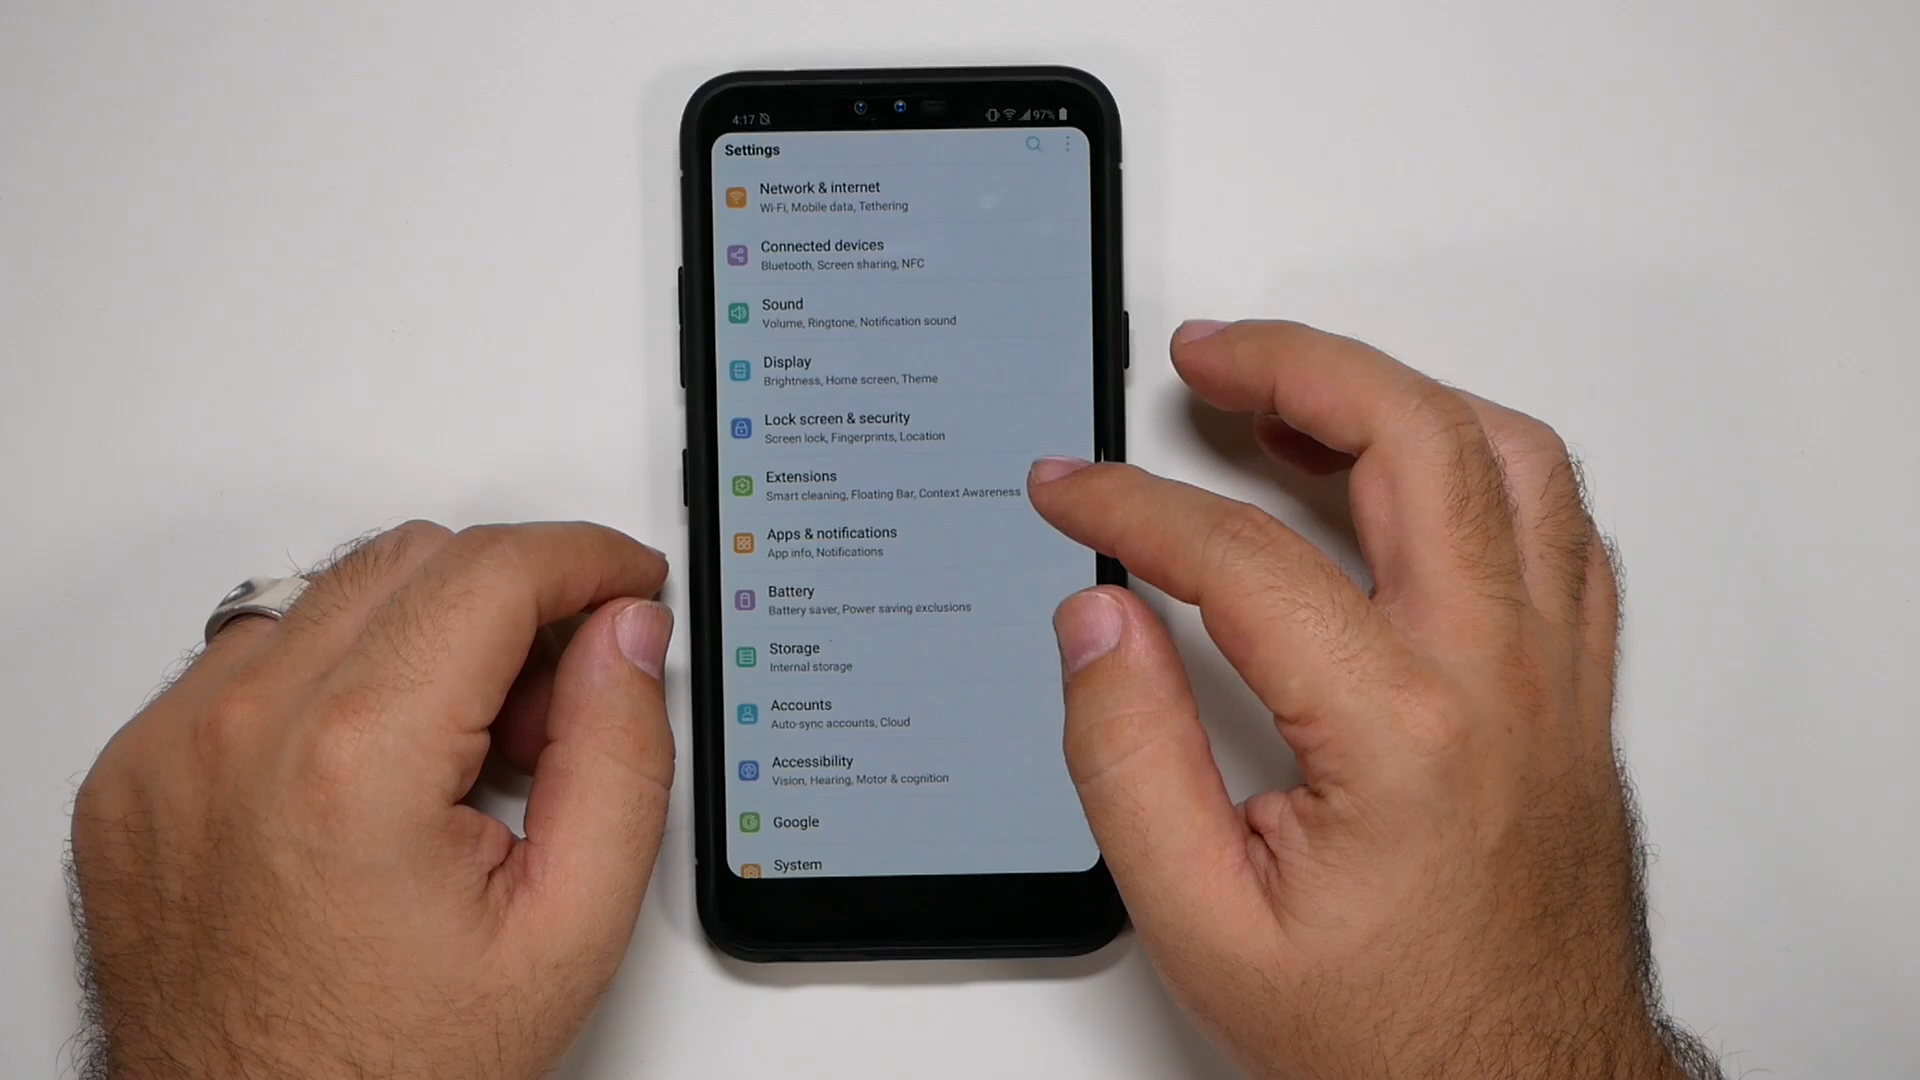 4:17 97%
Settings
Network & internet
Wi-Fi, Mobile data, Tethering
Connected devices
Bluetooth, Screen sharing, NFC
Sound
Volume, Ringtone, Notification sound
Display
Brightness, Home screen, Theme
Lock screen & security
Screen lock, Fingerprints, Location
Extensions
Smart cleaning, Floating Bar, Context Awareness
Apps & notifications
App info, Notifications
Battery
Battery saver, Power saving exclusions
Storage
Internal storage
Accounts
Auto-sync accounts, Cloud
Accessibility
Vision, Hearing, Motor & cognition
Google
System